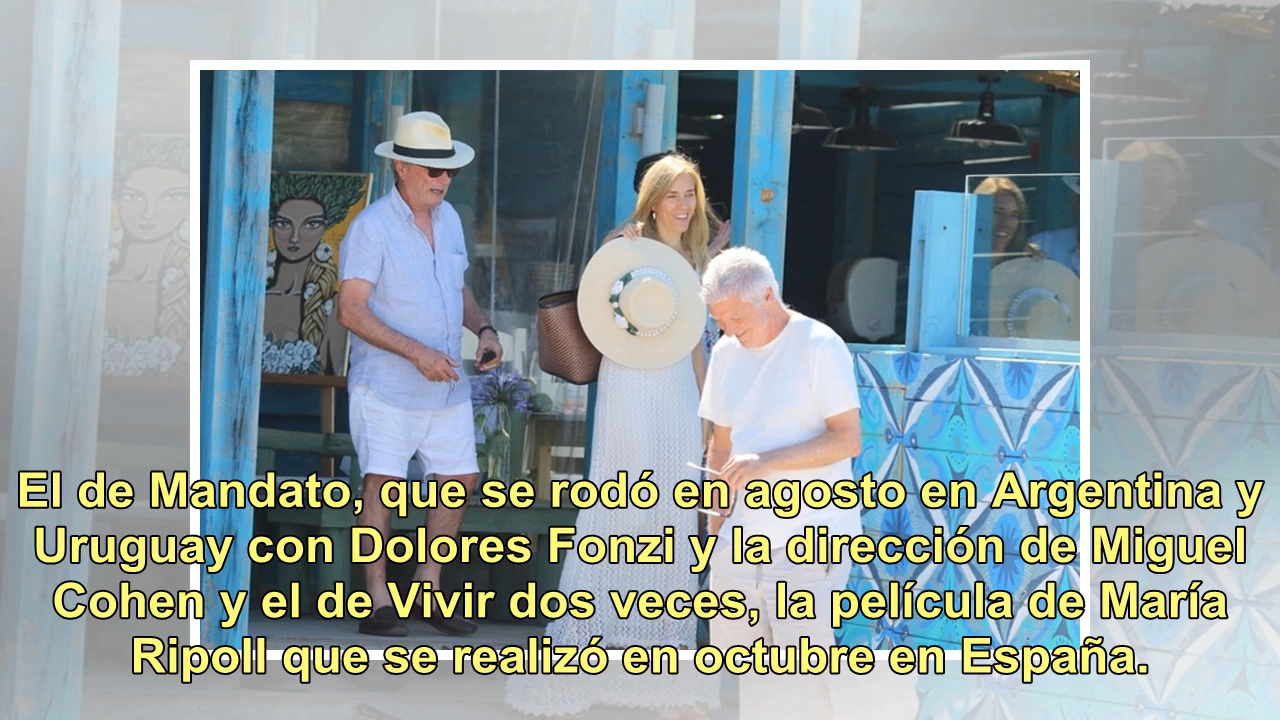 El de Mandato, que se rodó en agosto en Argentina y
Uruguay con Dolores Fonzi y la dirección de Miguel
Cohen y el de Vivir dos veces, la película de María
Ripoll que se realizó en octubre en España.